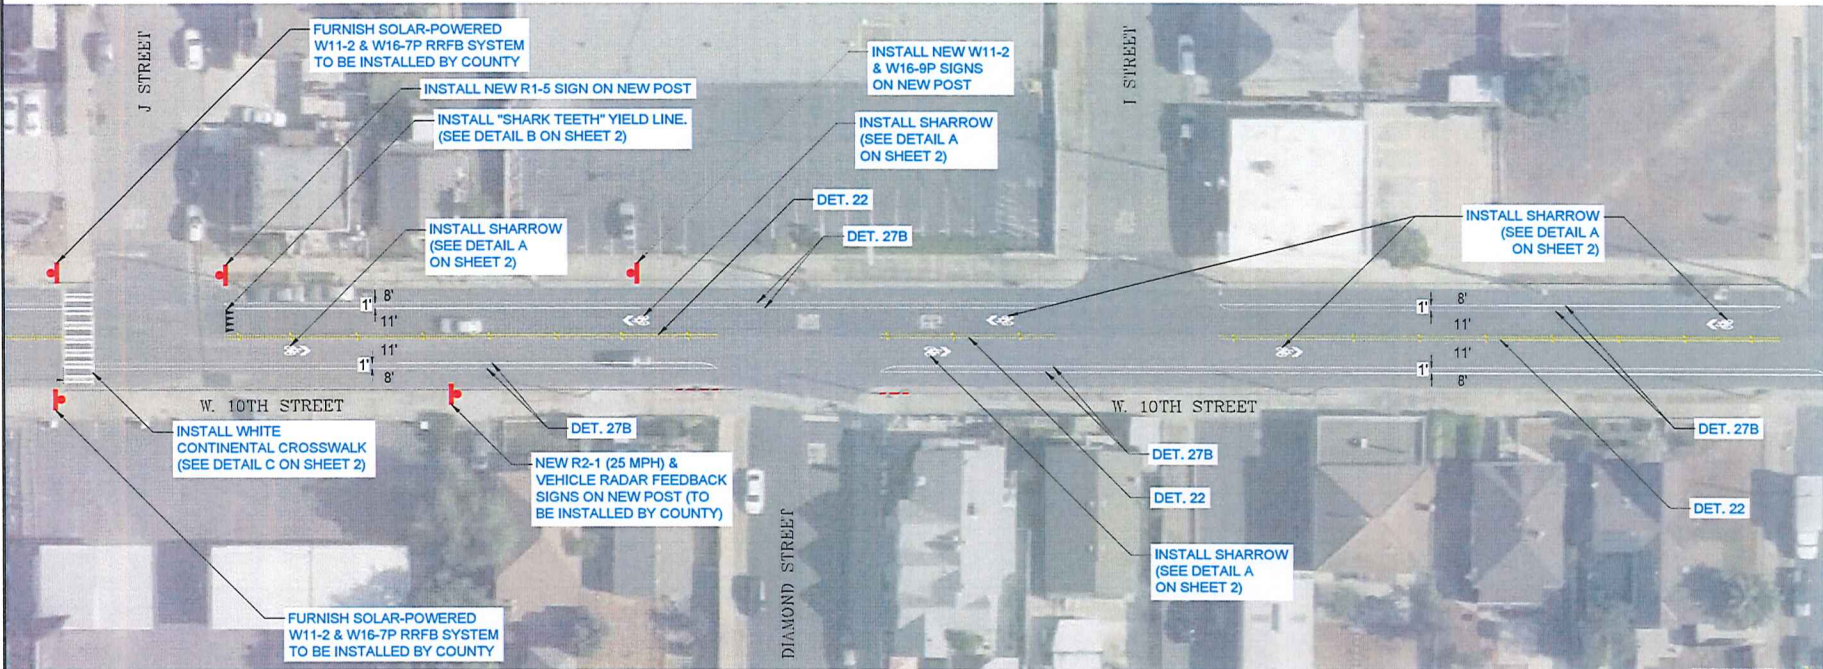 FURNISH SOLAR-POWERED
W11-2 & W16-7P RRFB SYSTEM
TO BE INSTALLED BY COUNTY
J STREET
INSTALL NEW R1-5 SIGN ON NEW POST
INSTALL "SHARK TEETH" YIELD LINE.
(SEE DETAIL B ON SHEET 2)
INSTALL NEW W11-2
& W16-9P SIGNS
ON NEW POST
INSTALL SHARROW
(SEE DETAIL A
ON SHEET 2)
I STREET
DET. 22
DET. 27B
INSTALL SHARROW
(SEE DETAIL A
ON SHEET 2)
INSTALL SHARROW
(SEE DETAIL A
ON SHEET 2)
1'
8'
11'
11'
1'
8'
1'
8'
11'
11'
1'
8'
W. 10TH STREET
W. 10TH STREET
INSTALL WHITE
CONTINENTAL CROSSWALK
(SEE DETAIL C ON SHEET 2)
DET. 27B
NEW R2-1 (25 MPH) &
VEHICLE RADAR FEEDBACK
SIGNS ON NEW POST (TO
BE INSTALLED BY COUNTY)
DIAMOND STREET
DET. 27B
DET. 22
DET. 27B
DET. 22
INSTALL SHARROW
(SEE DETAIL A
ON SHEET 2)
FURNISH SOLAR-POWERED
W11-2 & W16-7P RRFB SYSTEM
TO BE INSTALLED BY COUNTY